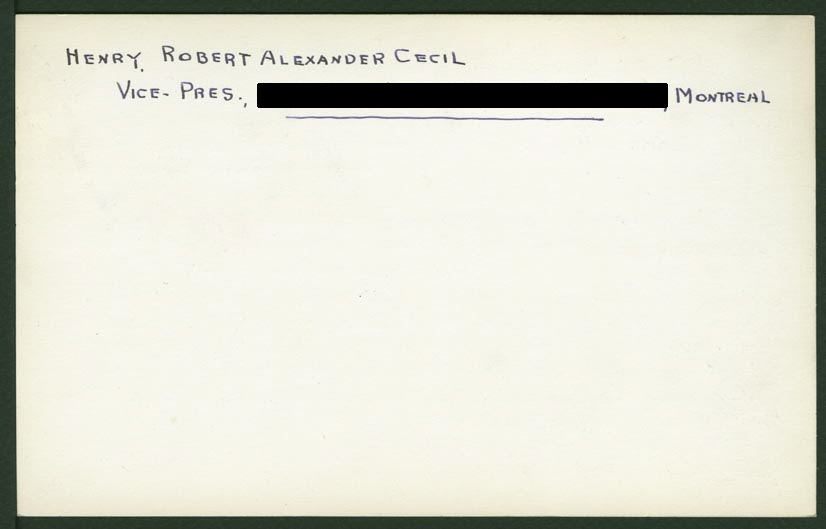 HENRY, ROBERT ALEXANDER CECIL
VICE-PRES., , MONTREAL